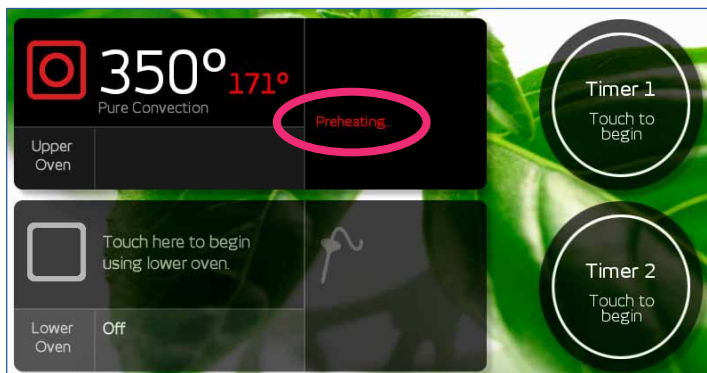 350° 171°
Pure Convection
Preheating...
Upper
Oven
Timer 1
Touch to
begin
Touch here to begin
using lower oven.
Lower
Oven
Off
Timer 2
Touch to
begin